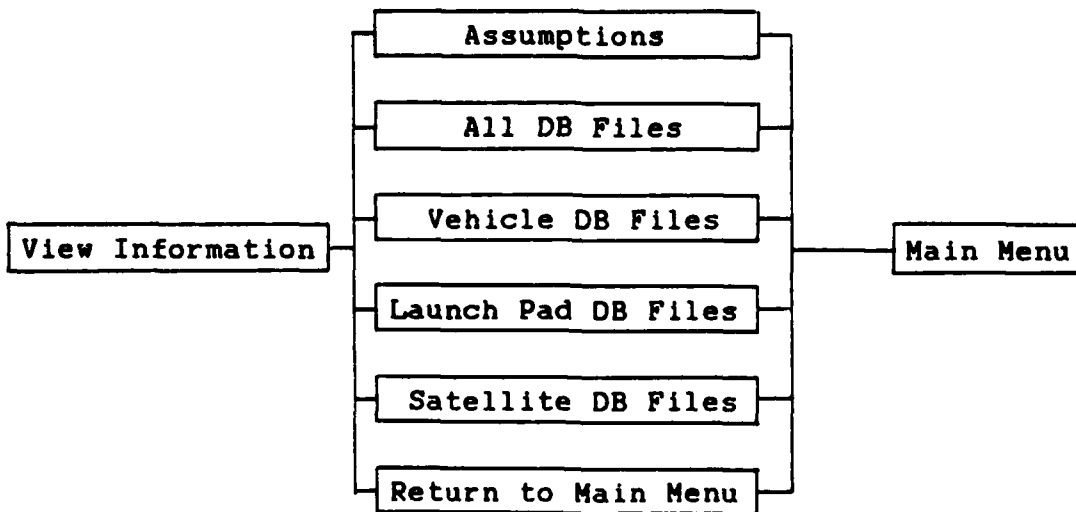 Assumptions
All DB Files
Vehicle DB Files
View Information
Main Menu
Launch Pad DB Files
Satellite DB Files
Return to Main Menu